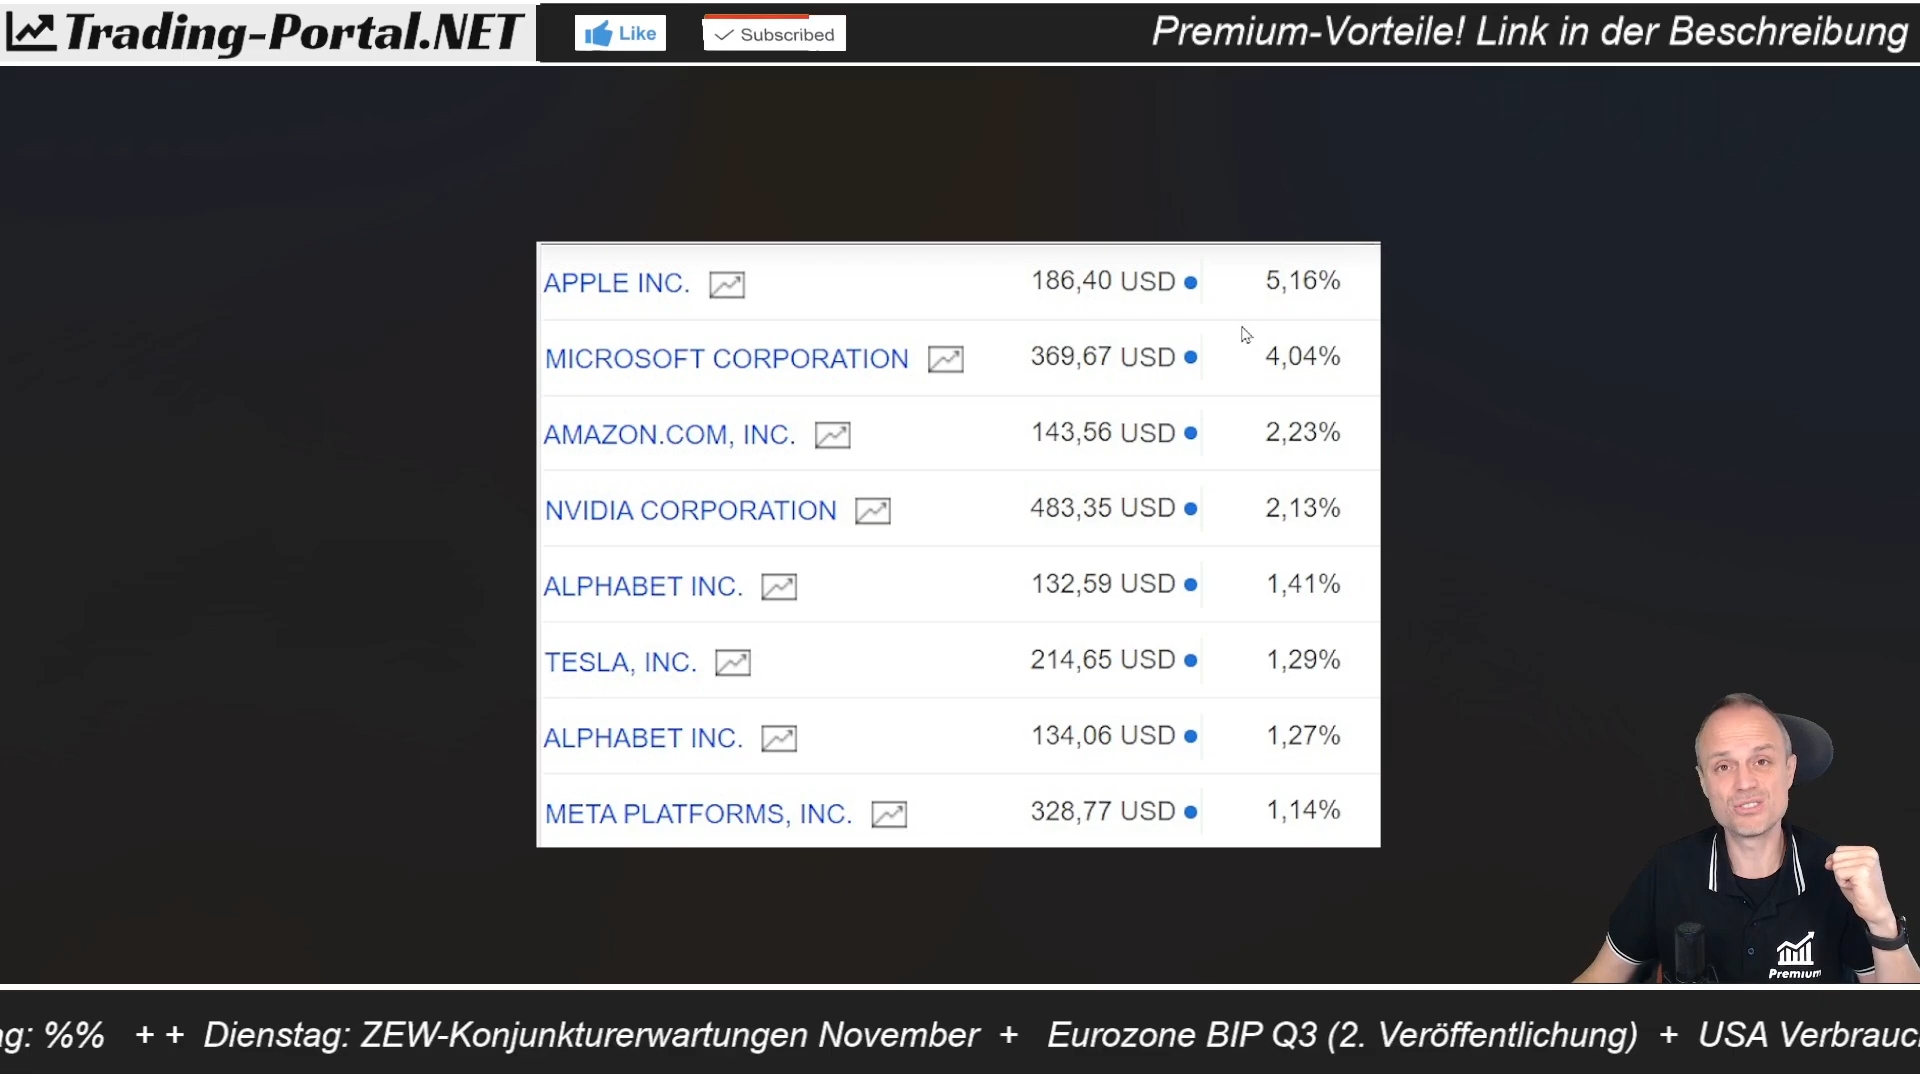 Trading-Portal.NET
Like
Subscribed
Premium-Vorteile! Link in der Beschreibung
APPLE INC. 186,40 USD 5,16%
MICROSOFT CORPORATION 369,67 USD 4,04%
AMAZON.COM, INC. 143,56 USD 2,23%
NVIDIA CORPORATION 483,35 USD 2,13%
ALPHABET INC. 132,59 USD 1,41%
TESLA, INC. 214,65 USD 1,29%
ALPHABET INC. 134,06 USD 1,27%
META PLATFORMS, INC. 328,77 USD 1,14%
Premium
ag: %% + + Dienstag: ZEW-Konjunkturerwartungen November + Eurozone BIP Q3 (2. Veröffentlichung) + USA Verbrauc